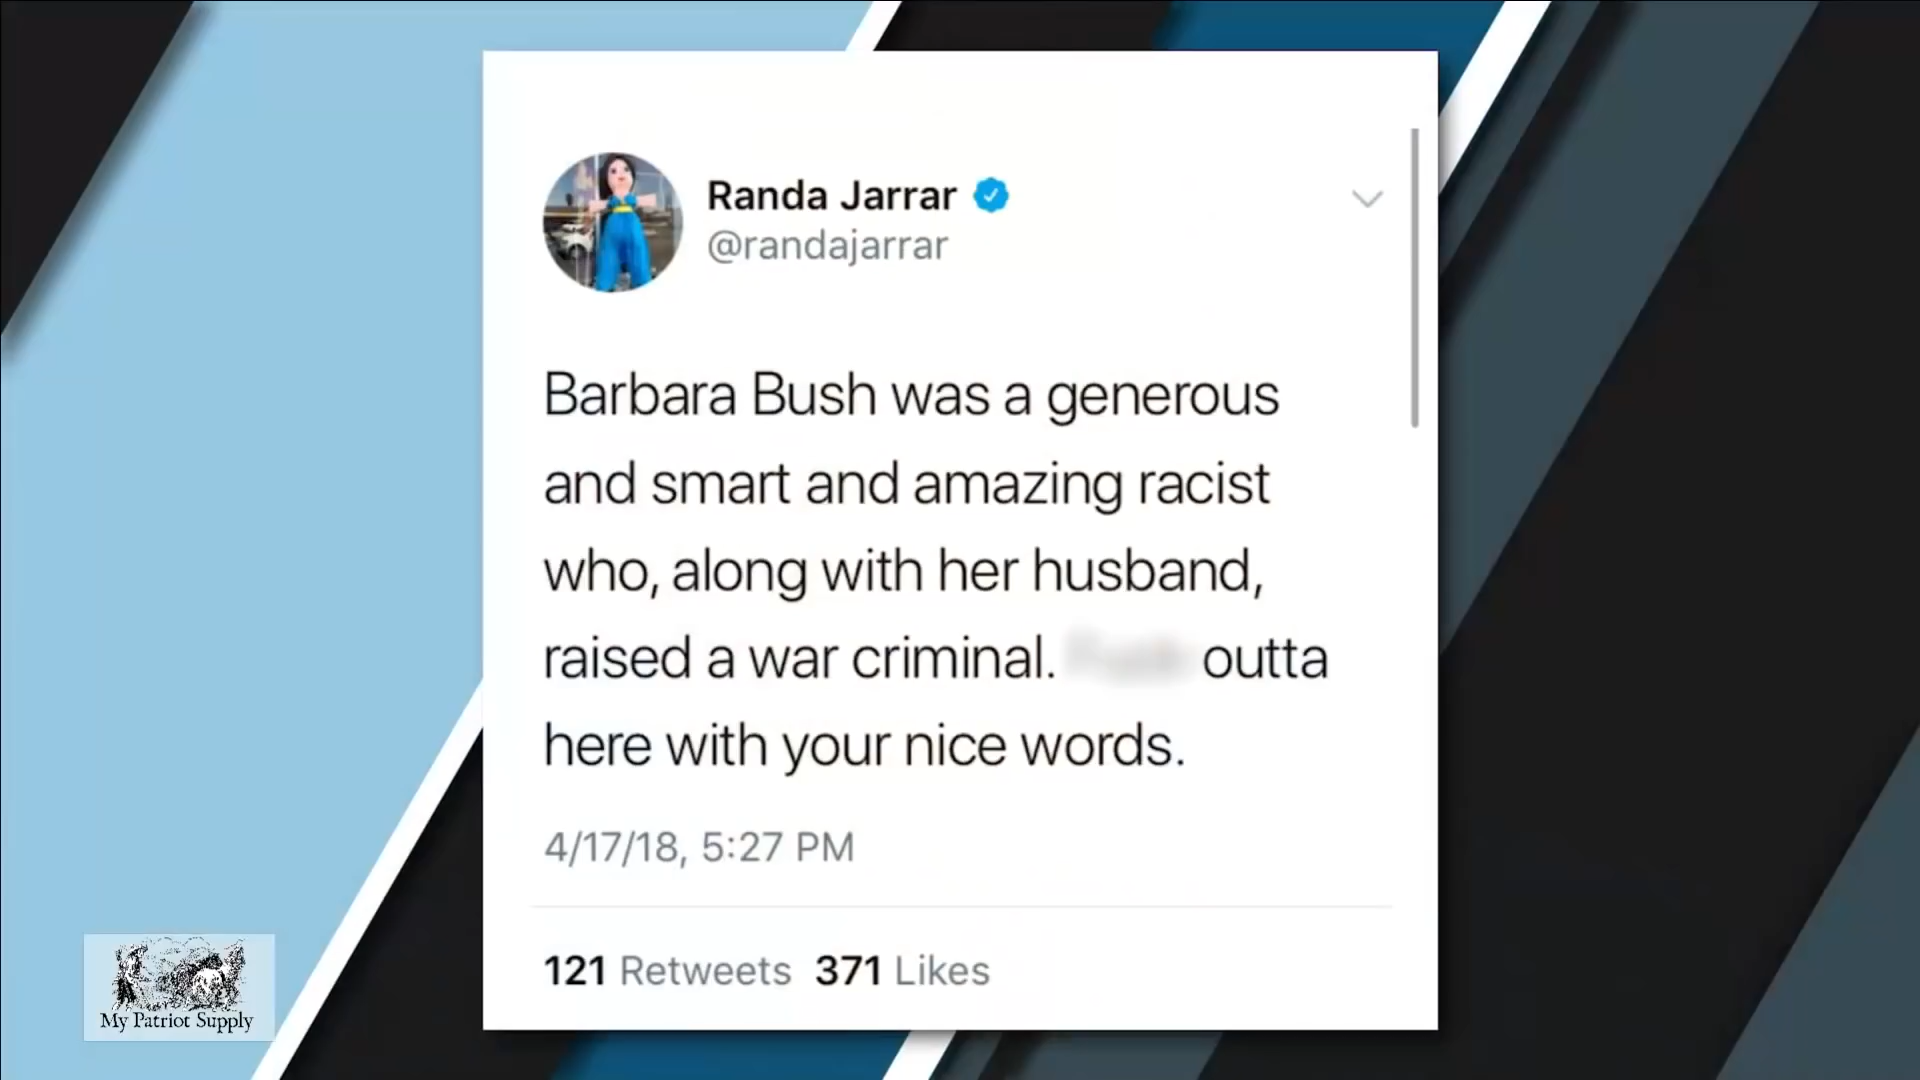 Randa Jarrar
@randajarrar
Barbara Bush was a generous
and smart and amazing racist
who, along with her husband,
raised a war criminal. outta
here with your nice words.
4/17/18, 5:27 PM
121 Retweets 371 Likes
My Patriot Supply